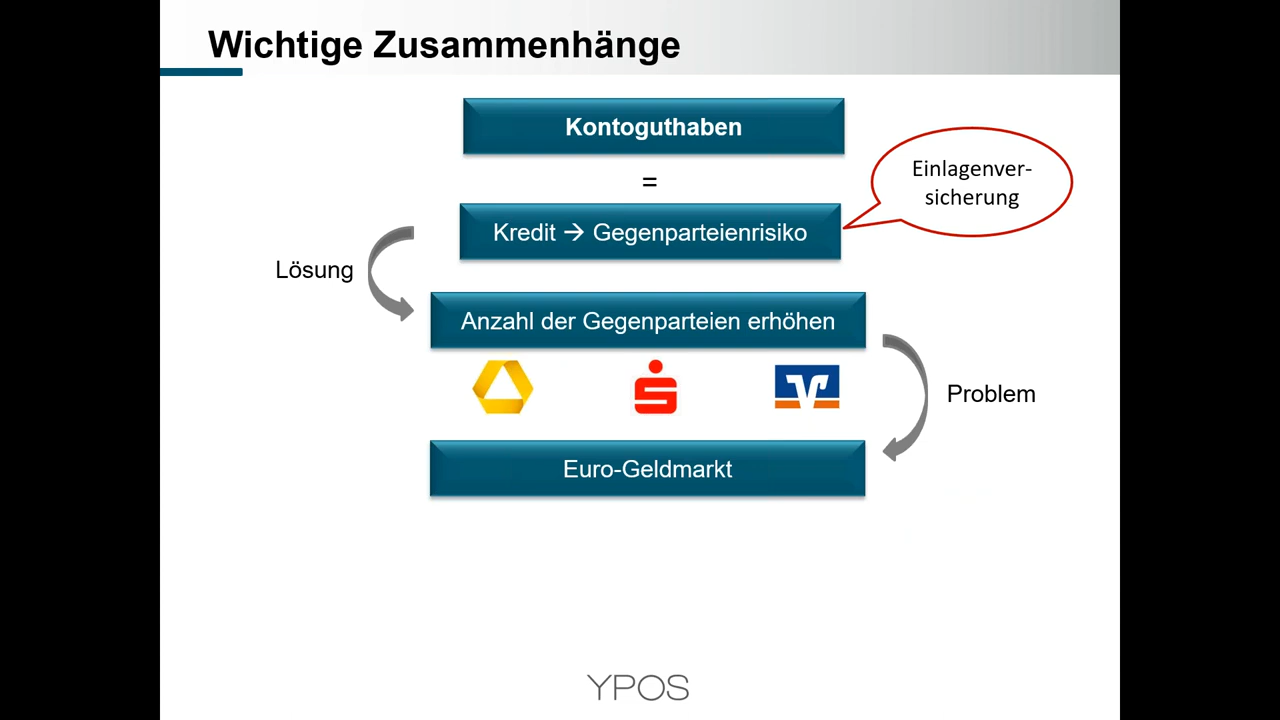 Wichtige Zusammenhänge
Kontoguthaben
=
Einlagenver-
sicherung
Kredit → Gegenparteienrisiko
Lösung
Anzahl der Gegenparteien erhöhen
Problem
Euro-Geldmarkt
YPOS